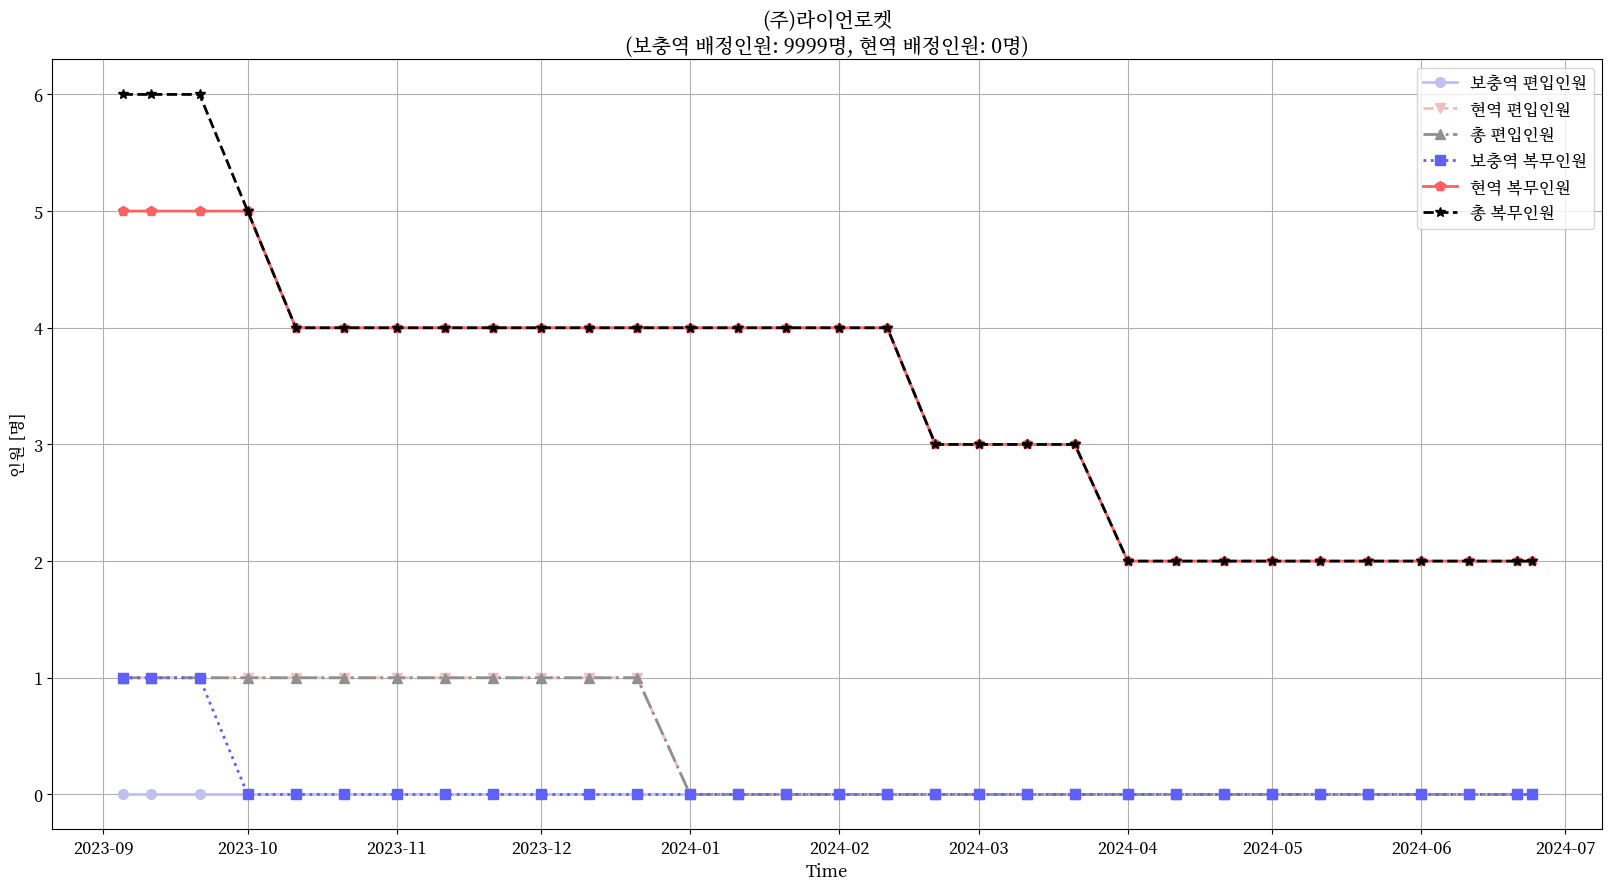 (주)라이언로켓
(보충역 배정인원: 9999명, 현역 배정인원: 0명)
보충역 편입인원
현역 편입인원
총 편입인원
보충역 복무인원
현역 복무인원
총 복무인원
인원 [명]
6
5
4
3
2
1
0
2023-09 2023-10 2023-11 2023-12 2024-01 2024-02 2024-03 2024-04 2024-05 2024-06 2024-07
Time